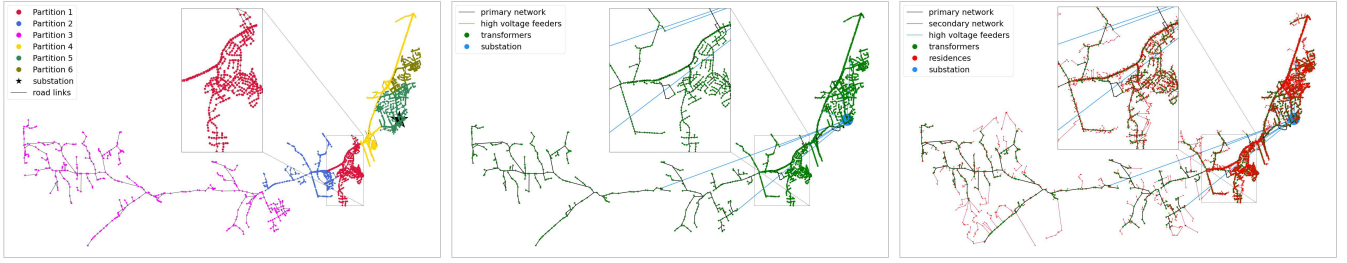 Partition 1
Partition 2
Partition 3
Partition 4
Partition 5
Partition 6
substation
road links
primary network
high voltage feeders
transformers
substation
primary network
secondary network
high voltage feeders
transformers
residences
substation